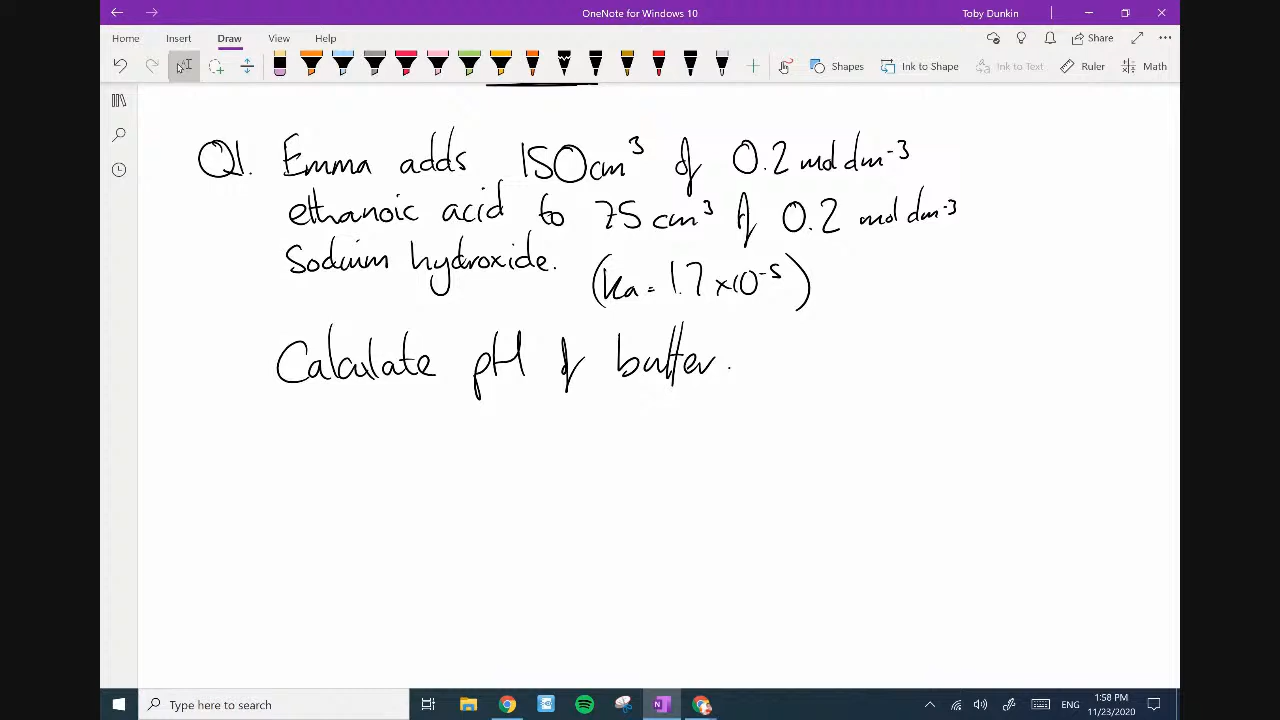 OneNote for Windows 10
Toby Dunkin
Home Insert Draw View Help
Share
Shapes
Ink to Shape
Ink to Text
Ruler
Math
Q1. Emma adds 150cm³ of 0.2 mol dm⁻³
ethanoic acid to 75 cm³ of 0.2 mol dm⁻³
Sodium hydroxide. (Ka = 1.7 ×10⁻⁵)
Calculate pH of buffer.
Type here to search
ENG
1:58 PM
11/23/2020